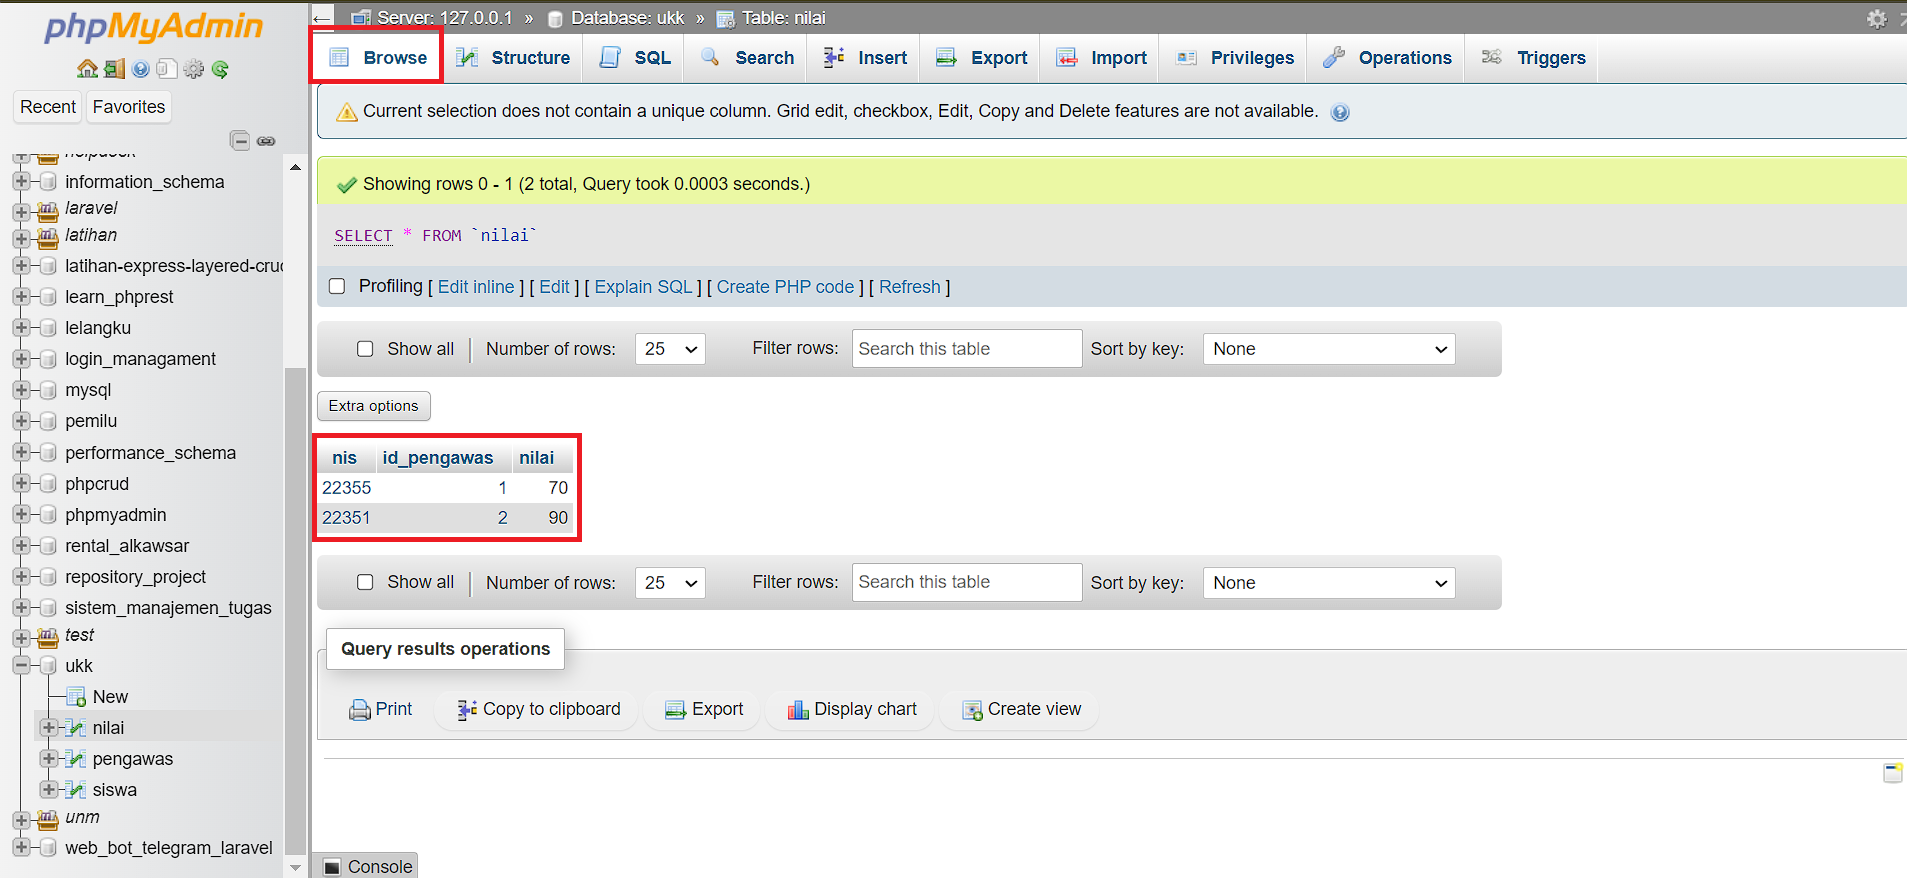 phpMyAdmin
Recent
Favorites
information_schema
laravel
latihan
latihan-express-layered-cru
learn_phprest
lelangku
login_managament
mysql
pemilu
performance_schema
phpcrud
phpmyadmin
rental_alkawsar
repository_project
sistem_manajemen_tugas
test
ukk
New
nilai
pengawas
siswa
unm
web_bot_telegram_laravel
Server: 127.0.0.1 » Database: ukk » Table: nilai
Browse Structure SQL Search Insert Export Import Privileges Operations Triggers
Current selection does not contain a unique column. Grid edit, checkbox, Edit, Copy and Delete features are not available.
Showing rows 0 - 1 (2 total, Query took 0.0003 seconds.)
SELECT * FROM `nilai`
Profiling [ Edit inline ] [ Edit ] [ Explain SQL ] [ Create PHP code ] [ Refresh ]
Show all Number of rows: 25 Filter rows: Search this table Sort by key: None
Extra options
nis id_pengawas nilai
22355 1 70
22351 2 90
Show all Number of rows: 25 Filter rows: Search this table Sort by key: None
Query results operations
Print Copy to clipboard Export Display chart Create view
Console